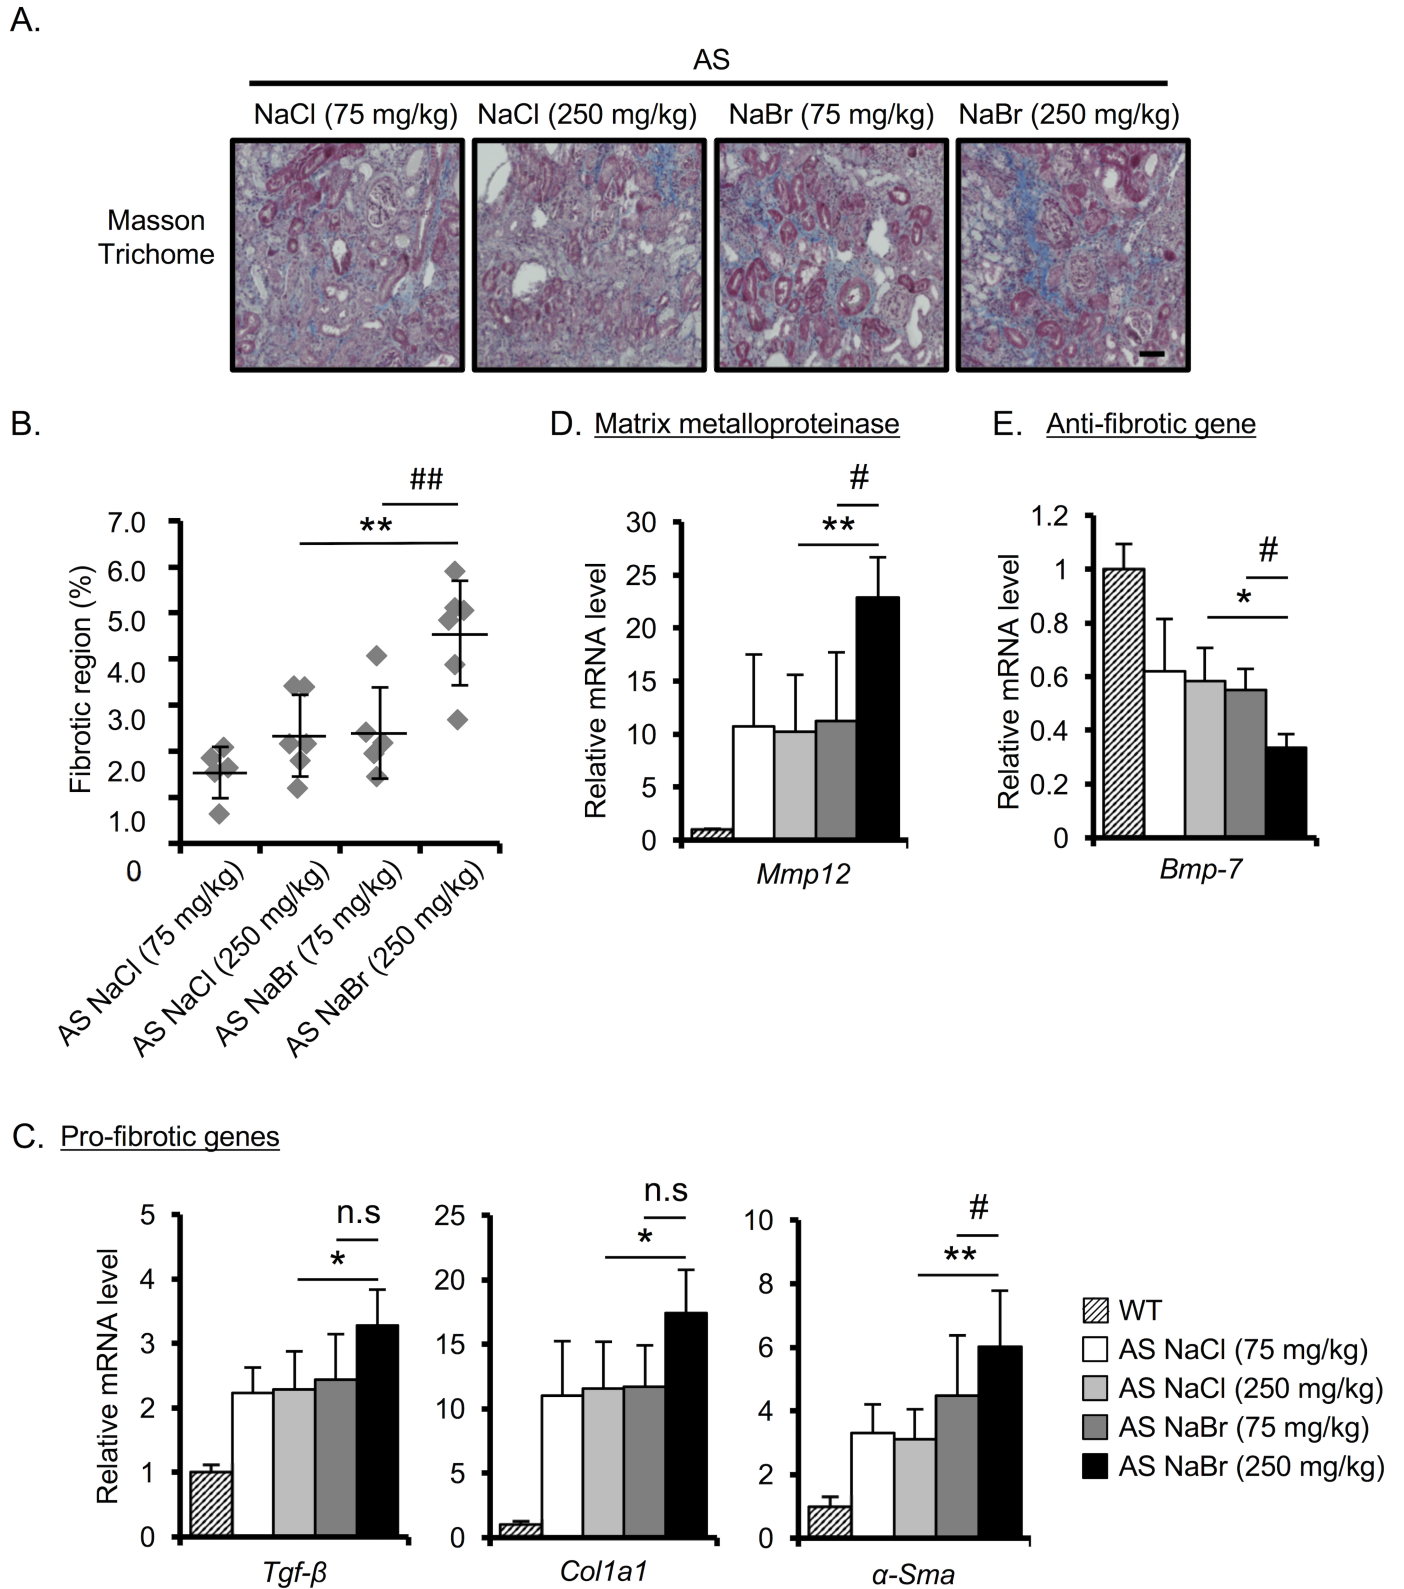 A.
AS
NaCl (75 mg/kg) NaCl (250 mg/kg) NaBr (75 mg/kg) NaBr (250 mg/kg)
Masson
Trichome
B.
##
**
7.0
6.0
5.0
4.0
3.0
2.0
1.0
0
Fibrotic region (%)
AS NaCl (75 mg/kg)
AS NaCl (250 mg/kg)
AS NaBr (75 mg/kg)
AS NaBr (250 mg/kg)
D. Matrix metalloproteinase
#
**
30
25
20
15
10
5
0
Relative mRNA level
Mmp12
E. Anti-fibrotic gene
#
*
1.2
1
0.8
0.6
0.4
0.2
0
Relative mRNA level
Bmp-7
C. Pro-fibrotic genes
n.s
*
5
4
3
2
1
0
Relative mRNA level
Tgf-β
n.s
*
25
20
15
10
5
0
Col1a1
#
**
10
8
6
4
2
0
α-Sma
WT
AS NaCl (75 mg/kg)
AS NaCl (250 mg/kg)
AS NaBr (75 mg/kg)
AS NaBr (250 mg/kg)